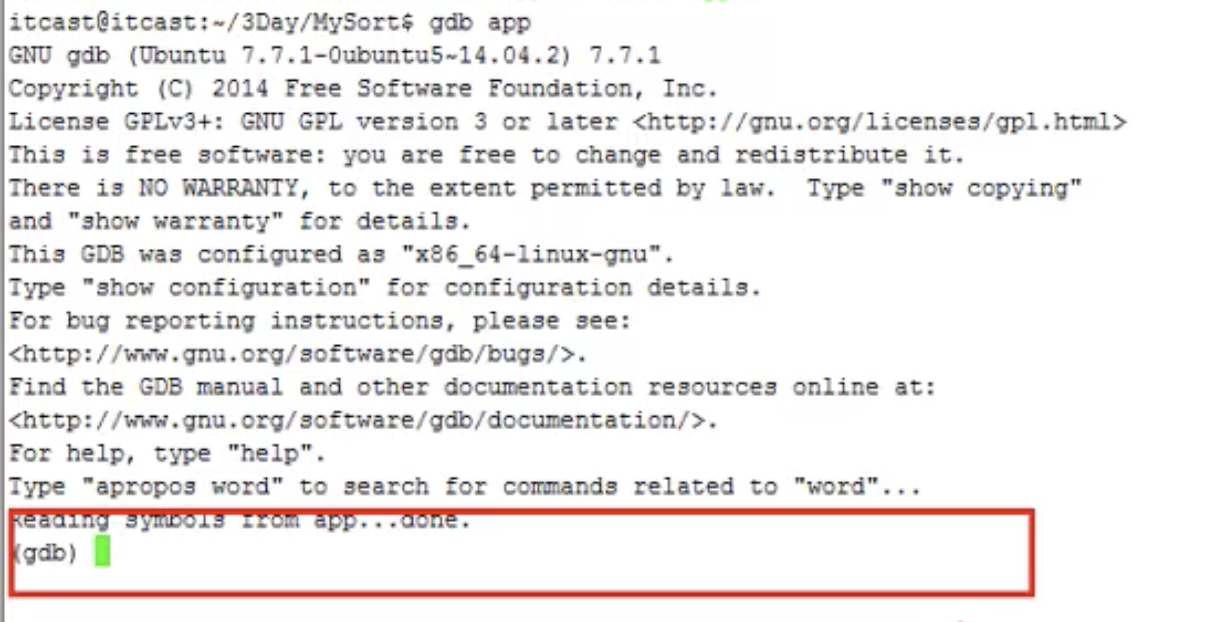 itcast@itcast:~/3Day/MySort$ gdb app
GNU gdb (Ubuntu 7.7.1-0ubuntu5~14.04.2) 7.7.1
Copyright (C) 2014 Free Software Foundation, Inc.
License GPLv3+: GNU GPL version 3 or later <http://gnu.org/licenses/gpl.html>
This is free software: you are free to change and redistribute it.
There is NO WARRANTY, to the extent permitted by law.  Type "show copying"
and "show warranty" for details.
This GDB was configured as "x86_64-linux-gnu".
Type "show configuration" for configuration details.
For bug reporting instructions, please see:
<http://www.gnu.org/software/gdb/bugs/>.
Find the GDB manual and other documentation resources online at:
<http://www.gnu.org/software/gdb/documentation/>.
For help, type "help".
Type "apropos word" to search for commands related to "word"...
Reading symbols from app...done.
(gdb)